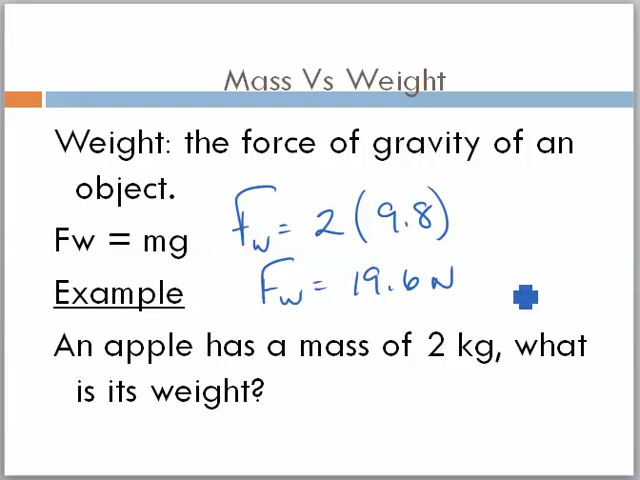 Mass Vs Weight
Weight: the force of gravity of an
object.
Fw = 2 (9.8)
Fw = mg
Fw = 19.6 N
Example
An apple has a mass of 2 kg, what
is its weight?